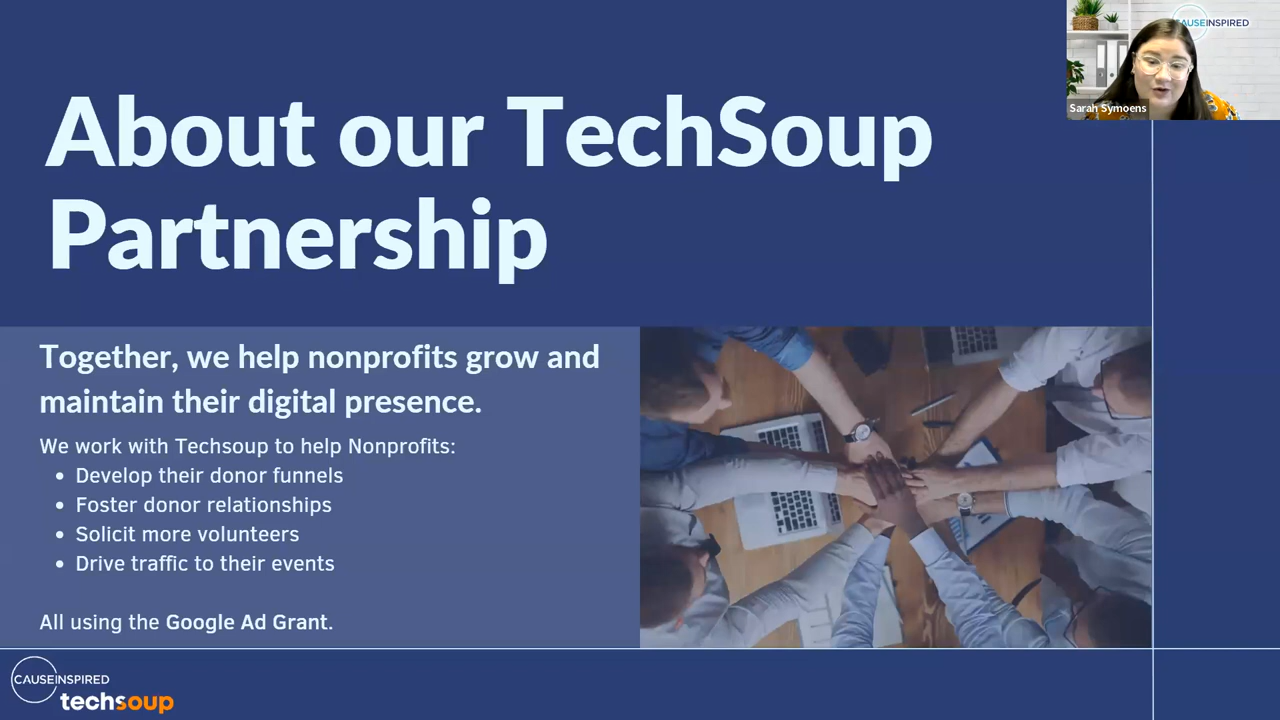 About our TechSoup
Partnership
CAUSEINSPIRED
Sarah Symoens
Together, we help nonprofits grow and
maintain their digital presence.
We work with Techsoup to help Nonprofits:
• Develop their donor funnels
• Foster donor relationships
• Solicit more volunteers
• Drive traffic to their events
All using the Google Ad Grant.
CAUSEINSPIRED
techsoup